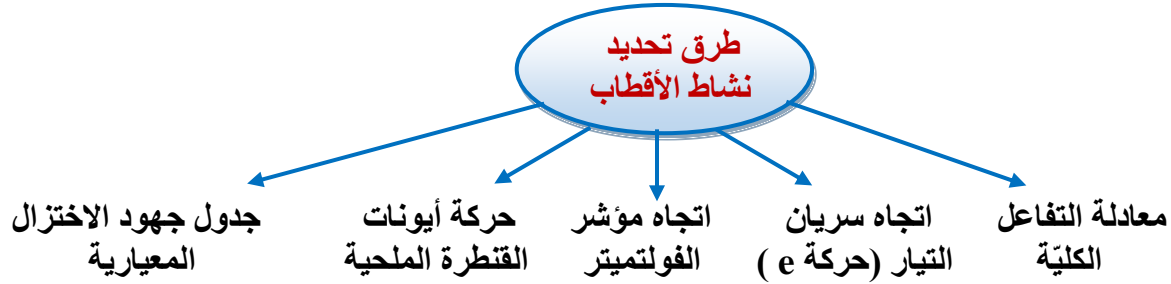 طرق تحديد
نشاط الأقطاب
معادلة التفاعل
الكليّة
اتجاه سريان
التيار (حركة e )
اتجاه مؤشر
الفولتميتر
حركة أيونات
القنطرة الملحية
جدول جهود الاختزال
المعيارية